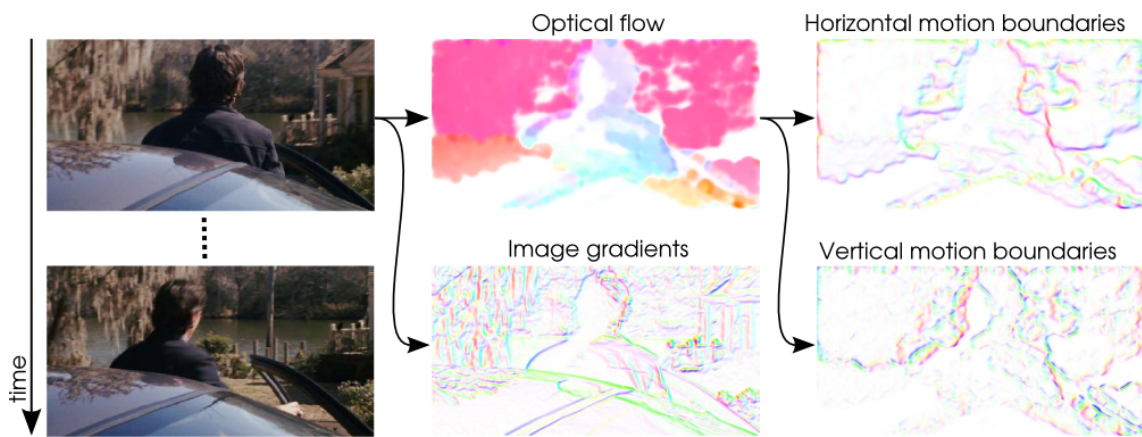 Optical flow
Horizontal motion boundaries
Image gradients
Vertical motion boundaries
time